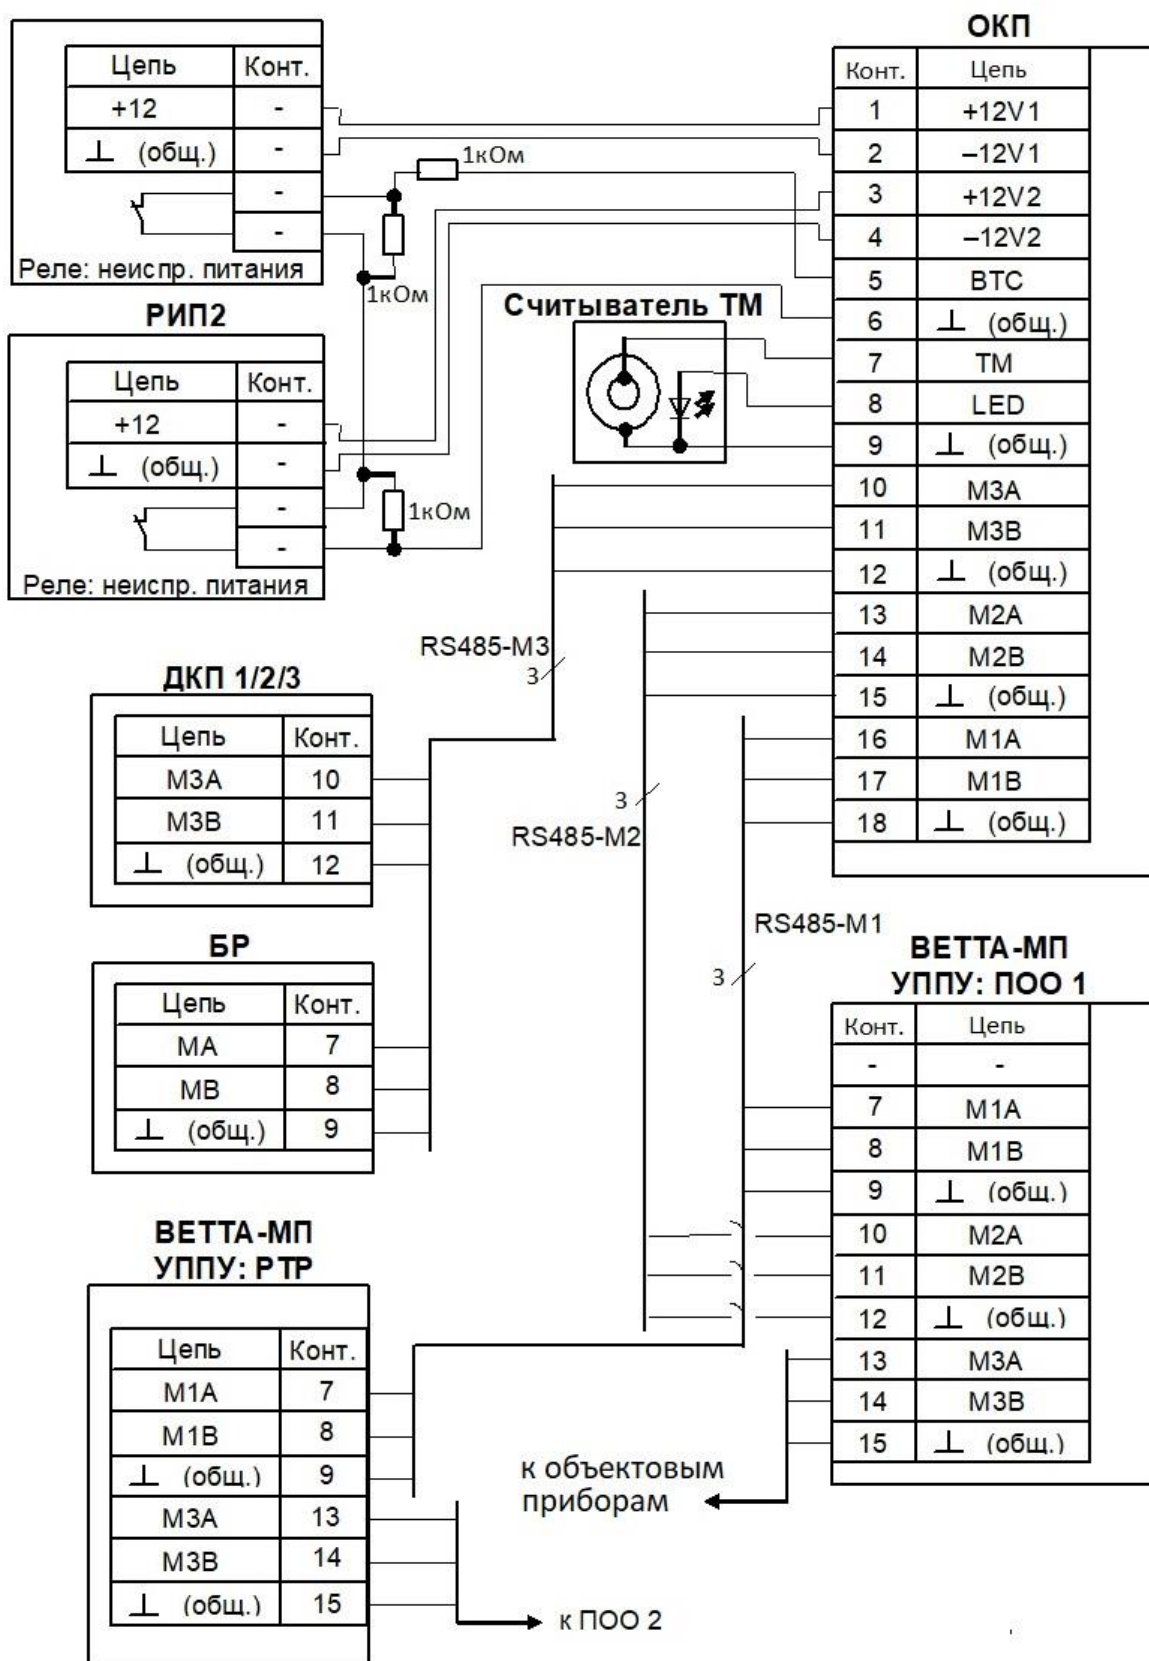 ОКП
Цепь Конт.
+12 -
⊥ (общ.) -
-
-
Реле: неиспр. питания
1кОм
1кОм
Конт. Цепь
1 +12V1
2 –12V1
3 +12V2
4 –12V2
5 ВТС
6 ⊥ (общ.)
7 ТМ
8 LED
9 ⊥ (общ.)
10 М3А
11 М3В
12 ⊥ (общ.)
13 М2А
14 М2В
15 ⊥ (общ.)
16 М1А
17 М1В
18 ⊥ (общ.)
Считыватель ТМ
РИП2
Цепь Конт.
+12 -
⊥ (общ.) -
-
-
Реле: неиспр. питания
1кОм
RS485-М3
3
3
RS485-М2
RS485-М1
3
ДКП 1/2/3
Цепь Конт.
М3А 10
М3В 11
⊥ (общ.) 12
БР
Цепь Конт.
МА 7
МВ 8
⊥ (общ.) 9
ВЕТТА-МП
УППУ: ПОО 1
Конт. Цепь
- -
7 М1А
8 М1В
9 ⊥ (общ.)
10 М2А
11 М2В
12 ⊥ (общ.)
13 М3А
14 М3В
15 ⊥ (общ.)
к объектовым
приборам
ВЕТТА-МП
УППУ: РТР
Цепь Конт.
М1А 7
М1В 8
⊥ (общ.) 9
М3А 13
М3В 14
⊥ (общ.) 15
к ПОО 2